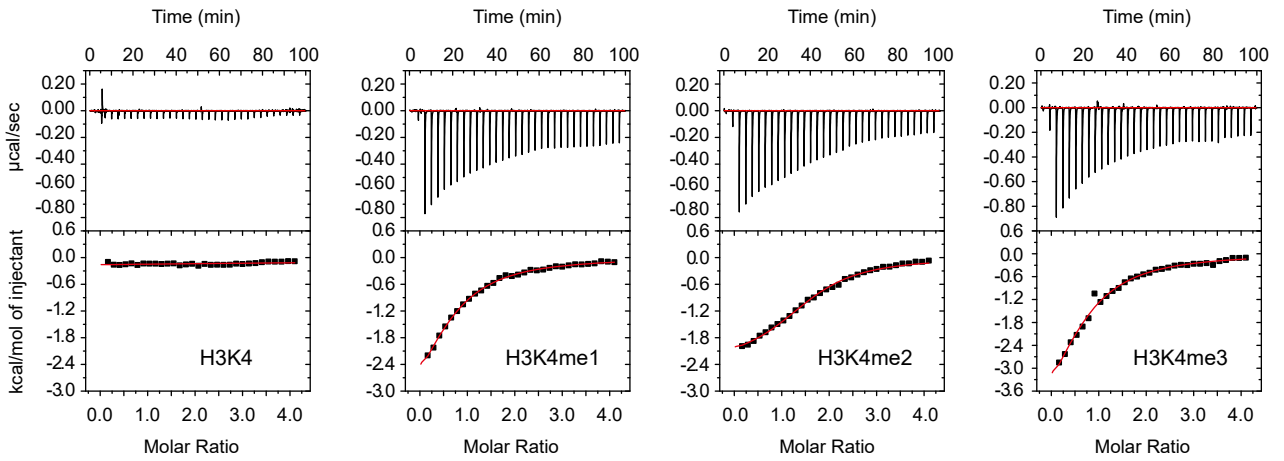 Time (min) Time (min) Time (min) Time (min)
0 20 40 60 80 100 0 20 40 60 80 100 0 20 40 60 80 100 0 20 40 60 80 100
0.20 0.20 0.20 0.20
0.00 0.00 0.00 0.00
-0.20 -0.20 -0.20 -0.20
-0.40 -0.40 -0.40 -0.40
-0.60 -0.60 -0.60 -0.60
-0.80 -0.80 -0.80 -0.80
µcal/sec
0.6 0.6 0.6 0.6
0.0 0.0 0.0 0.0
-0.6 -0.6 -0.6 -0.6
-1.2 -1.2 -1.2 -1.2
-1.8 -1.8 -1.8 -1.8
-2.4 -2.4 -2.4 -2.4
-3.0 -3.0 -3.0 -3.0
-3.6
kcal/mol of injectant
H3K4 H3K4me1 H3K4me2 H3K4me3
0.0 1.0 2.0 3.0 4.0 0.0 1.0 2.0 3.0 4.0 0.0 1.0 2.0 3.0 4.0 0.0 1.0 2.0 3.0 4.0
Molar Ratio Molar Ratio Molar Ratio Molar Ratio